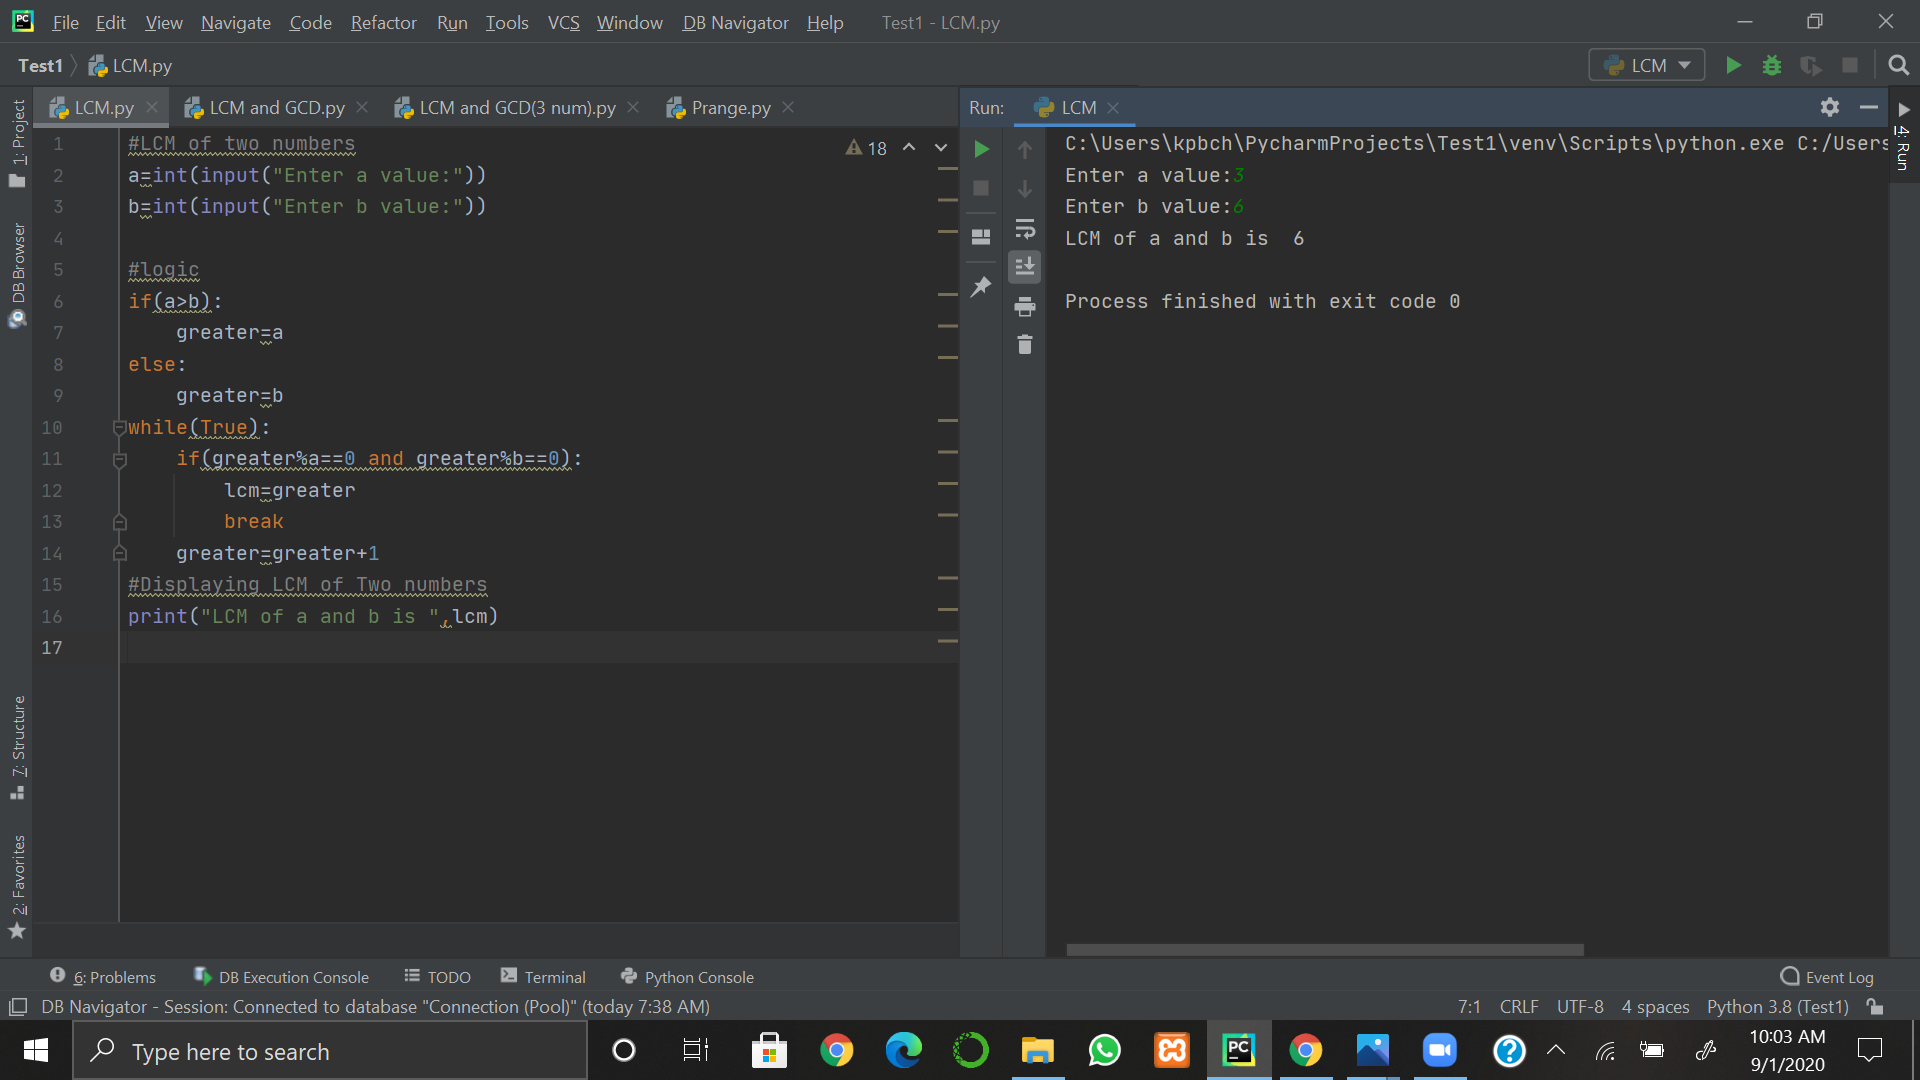 PC File Edit View Navigate Code Refactor Run Tools VCS Window DB Navigator Help Test1 - LCM.py
Test1 LCM.py LCM
LCM.py LCM and GCD.py LCM and GCD(3 num).py Prange.py
Run: LCM
1: Project
DB Browser
7: Structure
2: Favorites
4: Run
18
1 #LCM of two numbers
2 a=int(input("Enter a value:"))
3 b=int(input("Enter b value:"))
4
5 #logic
6 if(a>b):
7 greater=a
8 else:
9 greater=b
10 while(True):
11 if(greater%a==0 and greater%b==0):
12 lcm=greater
13 break
14 greater=greater+1
15 #Displaying LCM of Two numbers
16 print("LCM of a and b is ",lcm)
17
C:\Users\kpbch\PycharmProjects\Test1\venv\Scripts\python.exe C:/Users
Enter a value:3
Enter b value:6
LCM of a and b is  6
Process finished with exit code 0
6: Problems DB Execution Console TODO Terminal Python Console Event Log
DB Navigator - Session: Connected to database "Connection (Pool)" (today 7:38 AM) 7:1 CRLF UTF-8 4 spaces Python 3.8 (Test1)
Type here to search PC 10:03 AM
9/1/2020